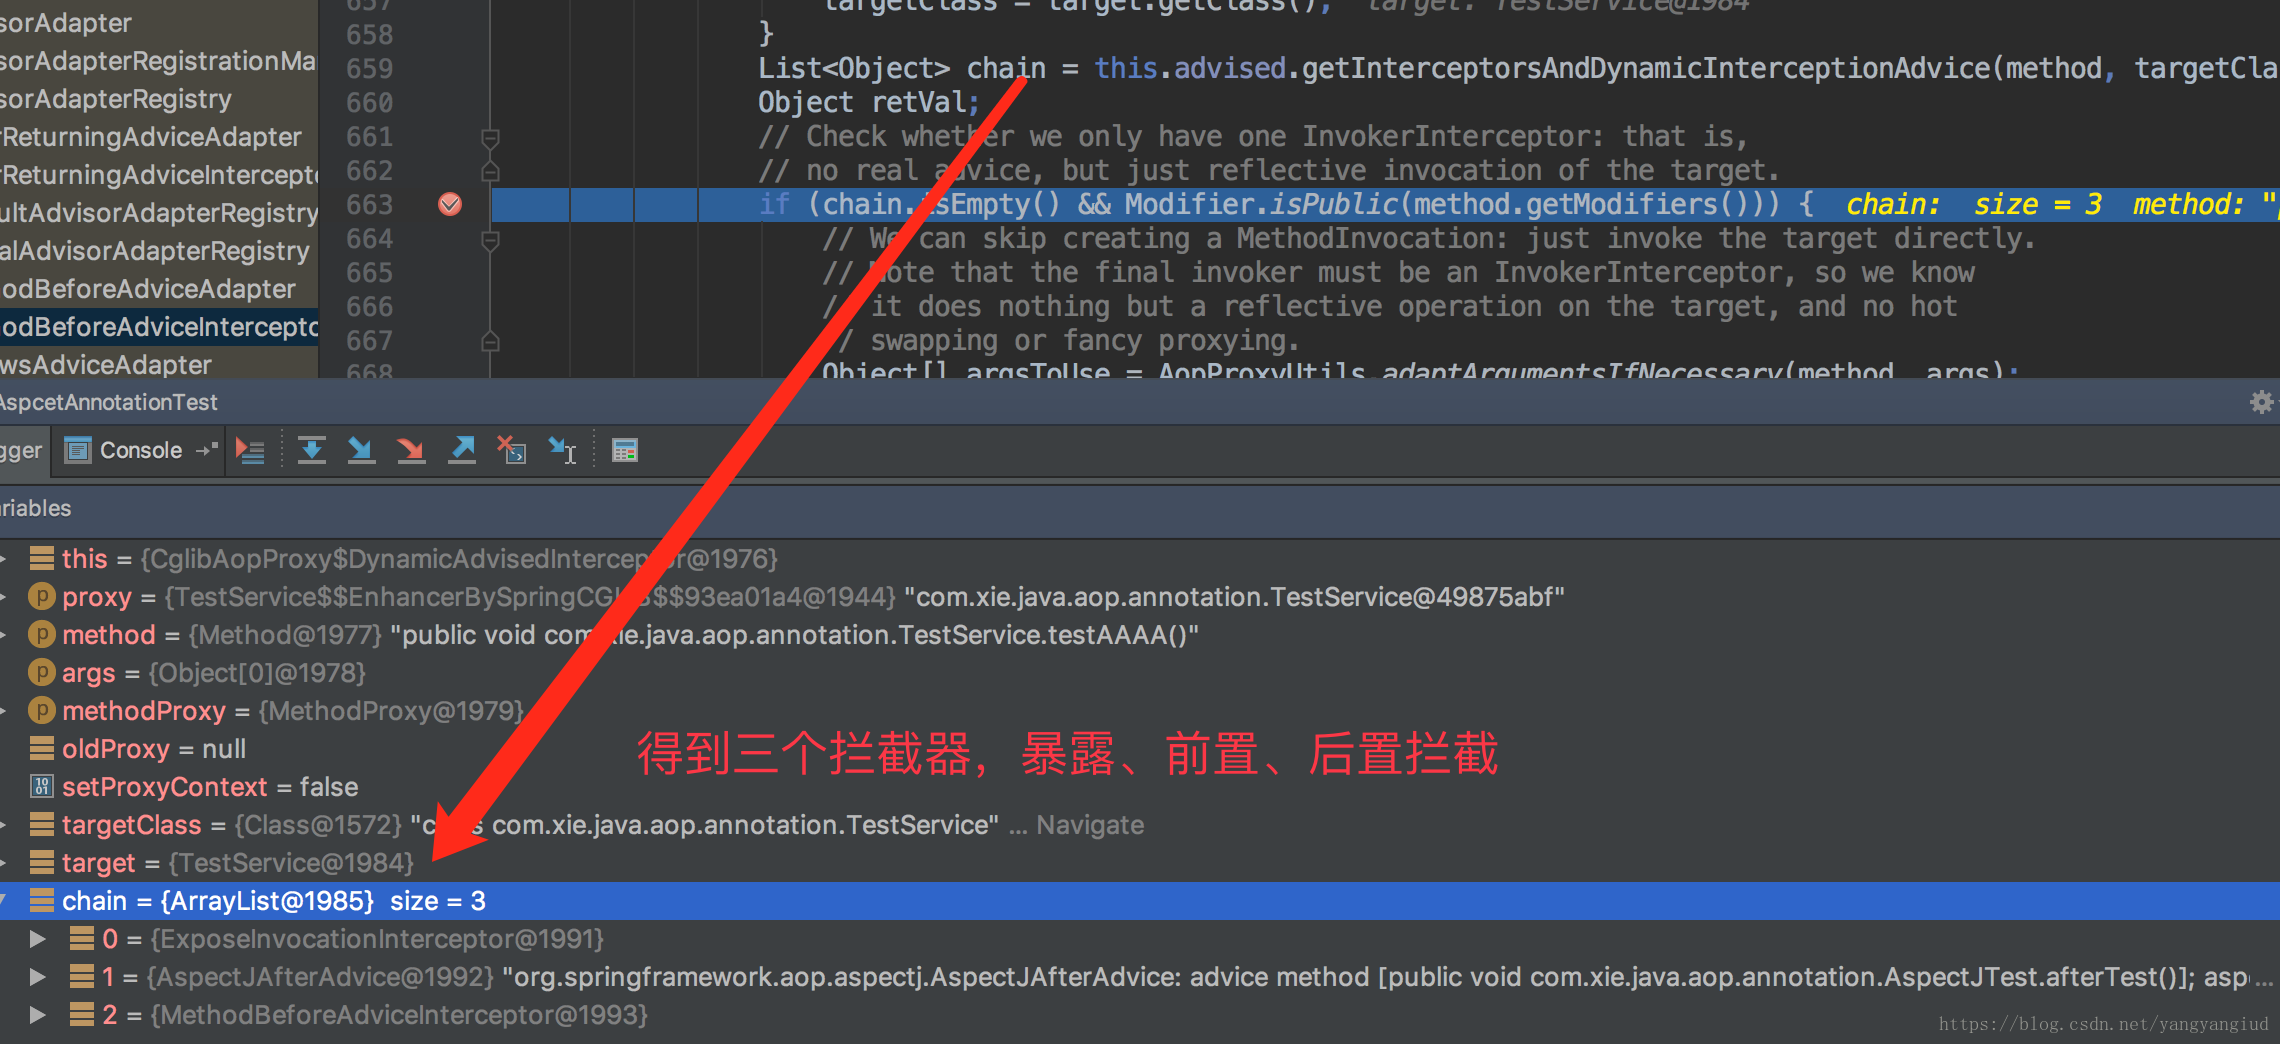 sorAdapter
sorAdapterRegistrationMa
sorAdapterRegistry
rReturningAdviceAdapter
rReturningAdviceIntercepto
ultAdvisorAdapterRegistry
alAdvisorAdapterRegistry
odBeforeAdviceAdapter
odBeforeAdviceIntercepto
wsAdviceAdapter
657 targetClass = target.getClass(); target: TestService@1984
658 }
659 List<Object> chain = this.advised.getInterceptorsAndDynamicInterceptionAdvice(method, targetCla
660 Object retVal;
661 // Check whether we only have one InvokerInterceptor: that is,
662 // no real advice, but just reflective invocation of the target.
663 if (chain.isEmpty() && Modifier.isPublic(method.getModifiers())) { chain: size = 3 method: "p
664 // We can skip creating a MethodInvocation: just invoke the target directly.
665 // Note that the final invoker must be an InvokerInterceptor, so we know
666 // it does nothing but a reflective operation on the target, and no hot
667 // swapping or fancy proxying.
668 Object[] argsToUse = AopProxyUtils.adaptArgumentsIfNecessary(method, args);
AspcetAnnotationTest
gger Console
riables
this = {CglibAopProxy$DynamicAdvisedInterceptor@1976}
proxy = {TestService$$EnhancerBySpringCGLIB$$93ea01a4@1944} "com.xie.java.aop.annotation.TestService@49875abf"
method = {Method@1977} "public void com.xie.java.aop.annotation.TestService.testAAAA()"
args = {Object[0]@1978}
methodProxy = {MethodProxy@1979}
oldProxy = null
得到三个拦截器，暴露、前置、后置拦截
setProxyContext = false
targetClass = {Class@1572} "class com.xie.java.aop.annotation.TestService" ... Navigate
target = {TestService@1984}
chain = {ArrayList@1985} size = 3
0 = {ExposeInvocationInterceptor@1991}
1 = {AspectJAfterAdvice@1992} "org.springframework.aop.aspectj.AspectJAfterAdvice: advice method [public void com.xie.java.aop.annotation.AspectJTest.afterTest()]; asp...
2 = {MethodBeforeAdviceInterceptor@1993}
https://blog.csdn.net/yangyangiud